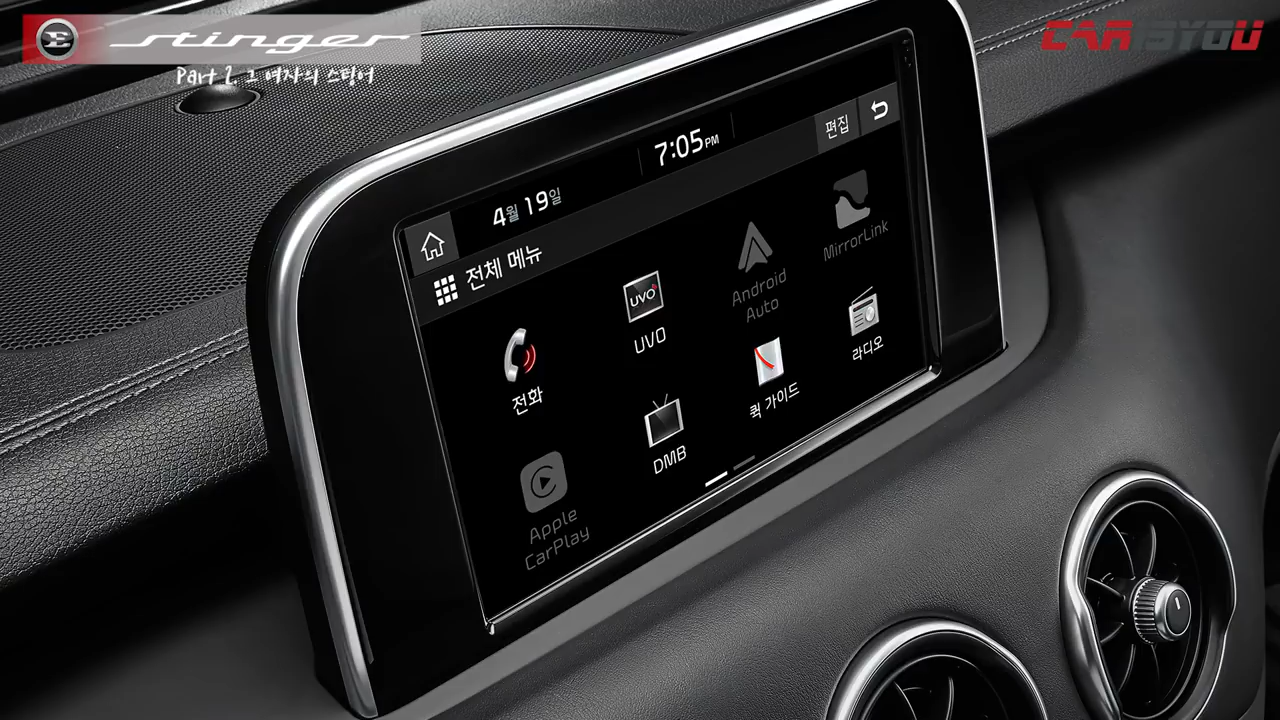 stinger
Part 2. 그 여자의 스팅어
CARBYOU
4월 19일
7:05PM
편집
전체 메뉴
전화
UVO
Android
Auto
MirrorLink
Apple
CarPlay
DMB
퀵 가이드
라디오
UVO